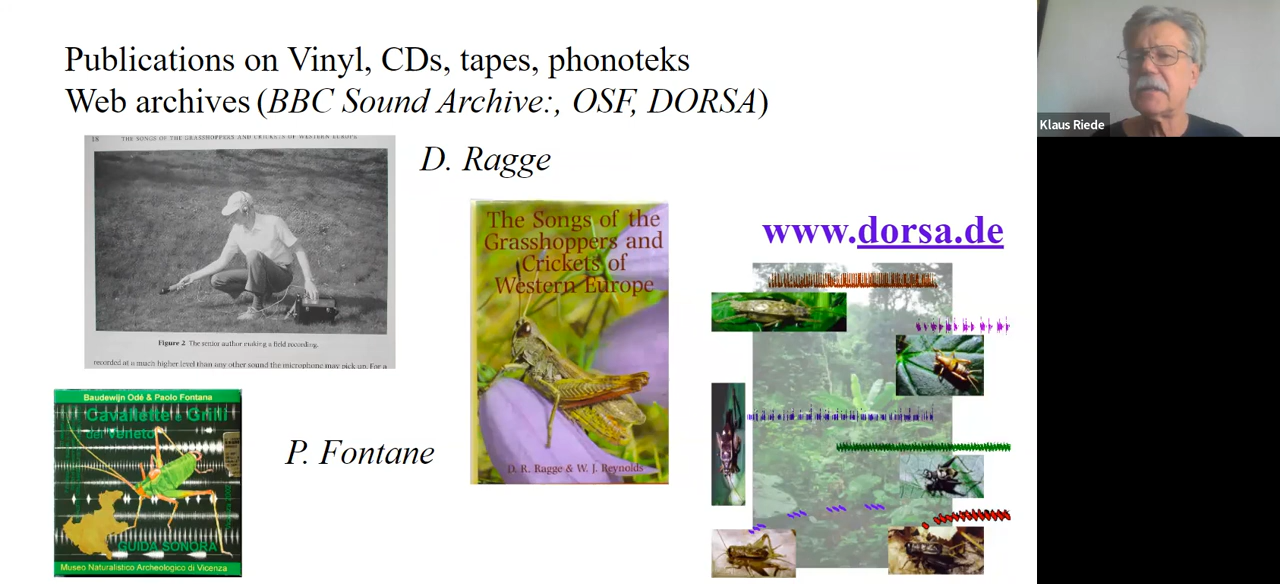 Publications on Vinyl, CDs, tapes, phonoteks
Web archives (BBC Sound Archive:, OSF, DORSA)
Klaus Riede
18 THE SONGS OF THE GRASSHOPPERS AND CRICKETS OF WESTERN EUROPE
Figure 2 The senior author making a field recording.
recorded at a much higher level than any other sound the microphone may pick up. For a
D. Ragge
The Songs of the
Grasshoppers and
Crickets of
Western Europe
D. R. Ragge & W. J. Reynolds
www.dorsa.de
Baudewijn Odé & Paolo Fontana
Cavallette e Grilli
del Veneto
GUIDA SONORA
Museo Naturalistico Archeologico di Vicenza
P. Fontane